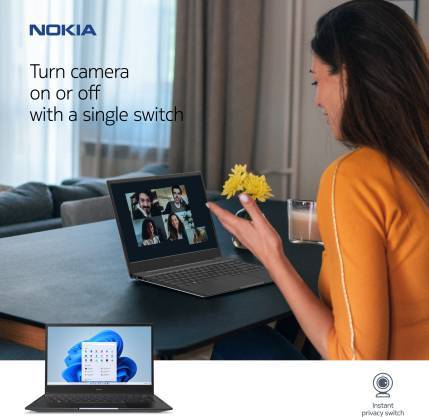 NOKIA
Turn camera
on or off
with a single switch
Instant
privacy switch